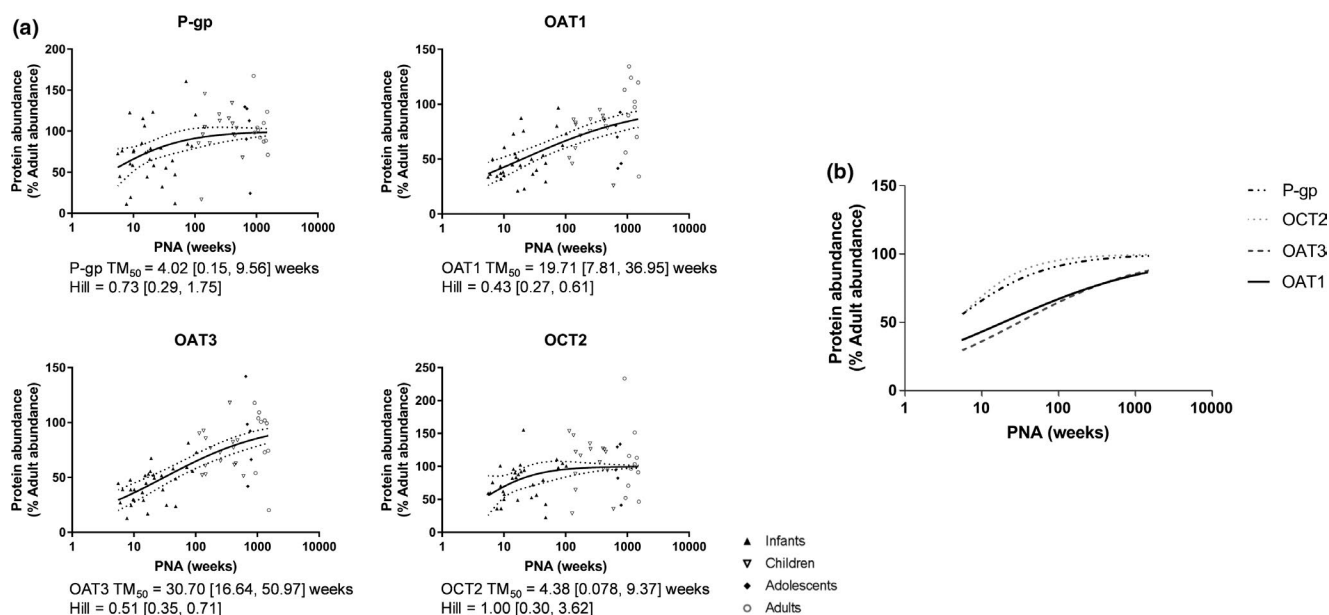 (a)
P-gp
Protein abundance
(% Adult abundance)
200
150
100
50
0
1 10 100 1000 10000
PNA (weeks)
P-gp TM50 = 4.02 [0.15, 9.56] weeks
Hill = 0.73 [0.29, 1.75]
OAT1
Protein abundance
(% Adult abundance)
150
100
50
0
1 10 100 1000 10000
PNA (weeks)
OAT1 TM50 = 19.71 [7.81, 36.95] weeks
Hill = 0.43 [0.27, 0.61]
OAT3
Protein abundance
(% Adult abundance)
150
100
50
0
1 10 100 1000 10000
PNA (weeks)
OAT3 TM50 = 30.70 [16.64, 50.97] weeks
Hill = 0.51 [0.35, 0.71]
OCT2
Protein abundance
(% Adult abundance)
250
200
150
100
50
0
1 10 100 1000 10000
PNA (weeks)
OCT2 TM50 = 4.38 [0.078, 9.37] weeks
Hill = 1.00 [0.30, 3.62]
Infants
Children
Adolescents
Adults
(b)
Protein abundance
(% Adult abundance)
150
100
50
0
1 10 100 1000 10000
PNA (weeks)
P-gp
OCT2
OAT3
OAT1